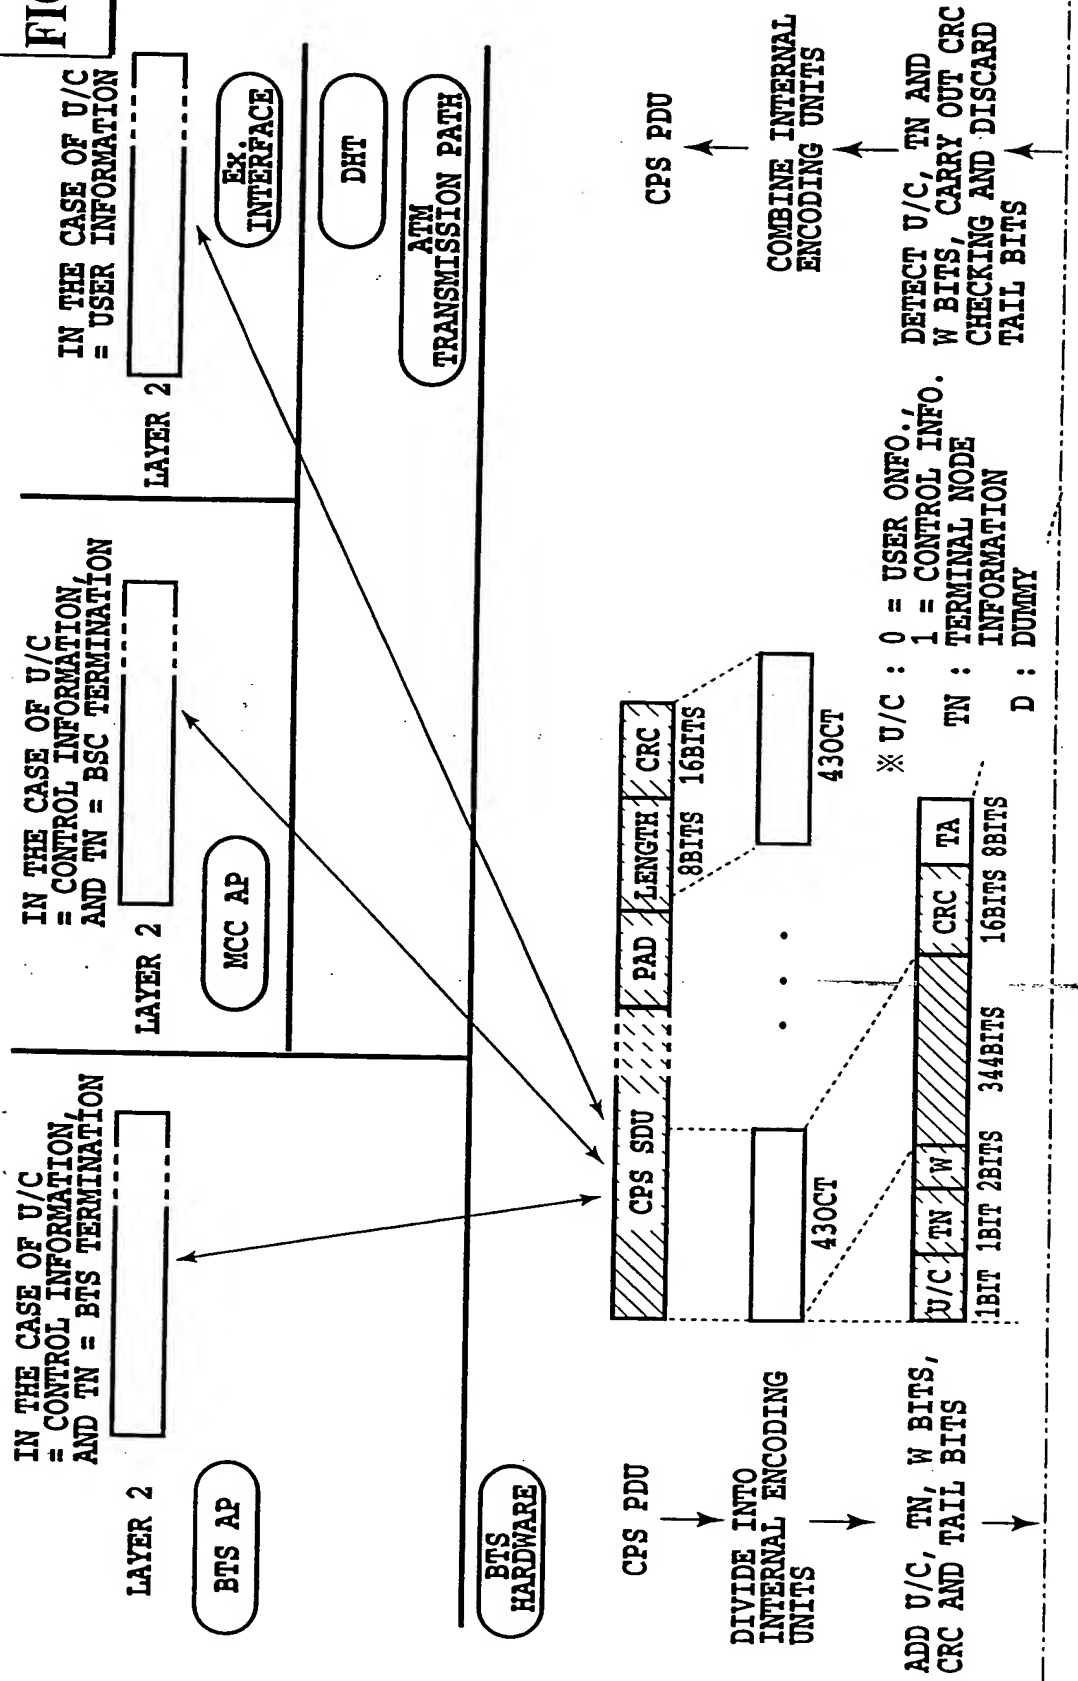 FIG
IN THE CASE OF U/C
= CONTROL INFORMATION,
AND TN = BTS TERMINATION
LAYER 2
BTS AP
IN THE CASE OF U/C
= CONTROL INFORMATION,
AND TN = BSC TERMINATION
LAYER 2
MCC AP
IN THE CASE OF U/C
= USER INFORMATION
LAYER 2
EX.
INTERFACE
DHT
ATM
TRANSMISSION PATH
BTS
HARDWARE
CPS PDU
DIVIDE INTO
INTERNAL ENCODING
UNITS
ADD U/C, TN, W BITS,
CRC AND TAIL BITS
CPS SDU PAD LENGTH CRC
8BITS 16BITS
43OCT
43OCT
U/C TN W CRC TA
1BIT 1BIT 2BITS 344BITS 16BITS 8BITS
※ U/C : 0 = USER ONFO.,
1 = CONTROL INFO.
TN : TERMINAL NODE
INFORMATION
D : DUMMY
CPS PDU
COMBINE INTERNAL
ENCODING UNITS
DETECT U/C, TN AND
W BITS, CARY OUT CRC
CHECKING AND DISCARD
TAIL BITS